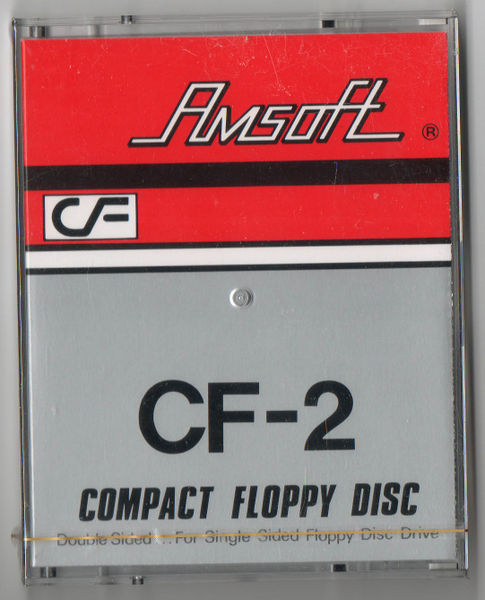 Amsoft ®
CF
CF-2
COMPACT FLOPPY DISC
Double Sided For Single Sided Floppy Disc Drive